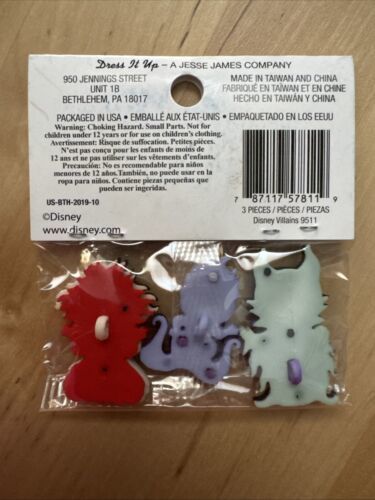 Dress It Up – A JESSE JAMES COMPANY
950 JENNINGS STREET
UNIT 1B
BETHLEHEM, PA 18017
MADE IN TAIWAN AND CHINA
FABRIQUÉ EN TAÏWAN ET EN CHINE
HECHO EN TAIWÁN Y CHINA
PACKAGED IN USA • EMBALLÉ AUX ÉTAT-UNIS • EMPAQUETADO EN LOS EEUU
Warning: Choking Hazard. Small Parts. Not for
children under 12 years or for use on children's clothing.
Avertissement: Risque de suffocation. Petites pièces.
N'est pas conçu pour les enfants de moins de
12 ans et ne pas utiliser sur les vêtements d'enfants.
Precaución: No es recomendable para niños
menores de 12 años.También, no puede usar en la
ropa para niños. Contiene piezas pequeñas que
pueden ser ingeridas.
US-BTH-2019-10
©Disney
www.disney.com
7 87117 57811 9
3 PIECES / PIÈCES / PIEZAS
Disney Villains 9511